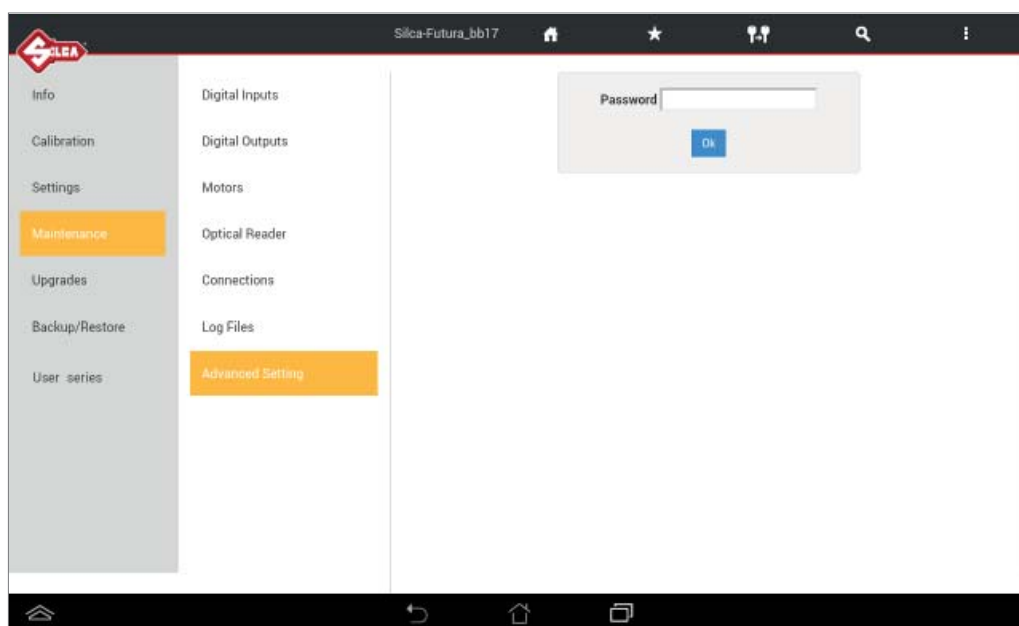 SILCA
Silca-Futura_bb17
Info
Calibration
Settings
Maintenance
Upgrades
Backup/Restore
User series
Digital Inputs
Digital Outputs
Motors
Optical Reader
Connections
Log Files
Advanced Setting
Password
Ok